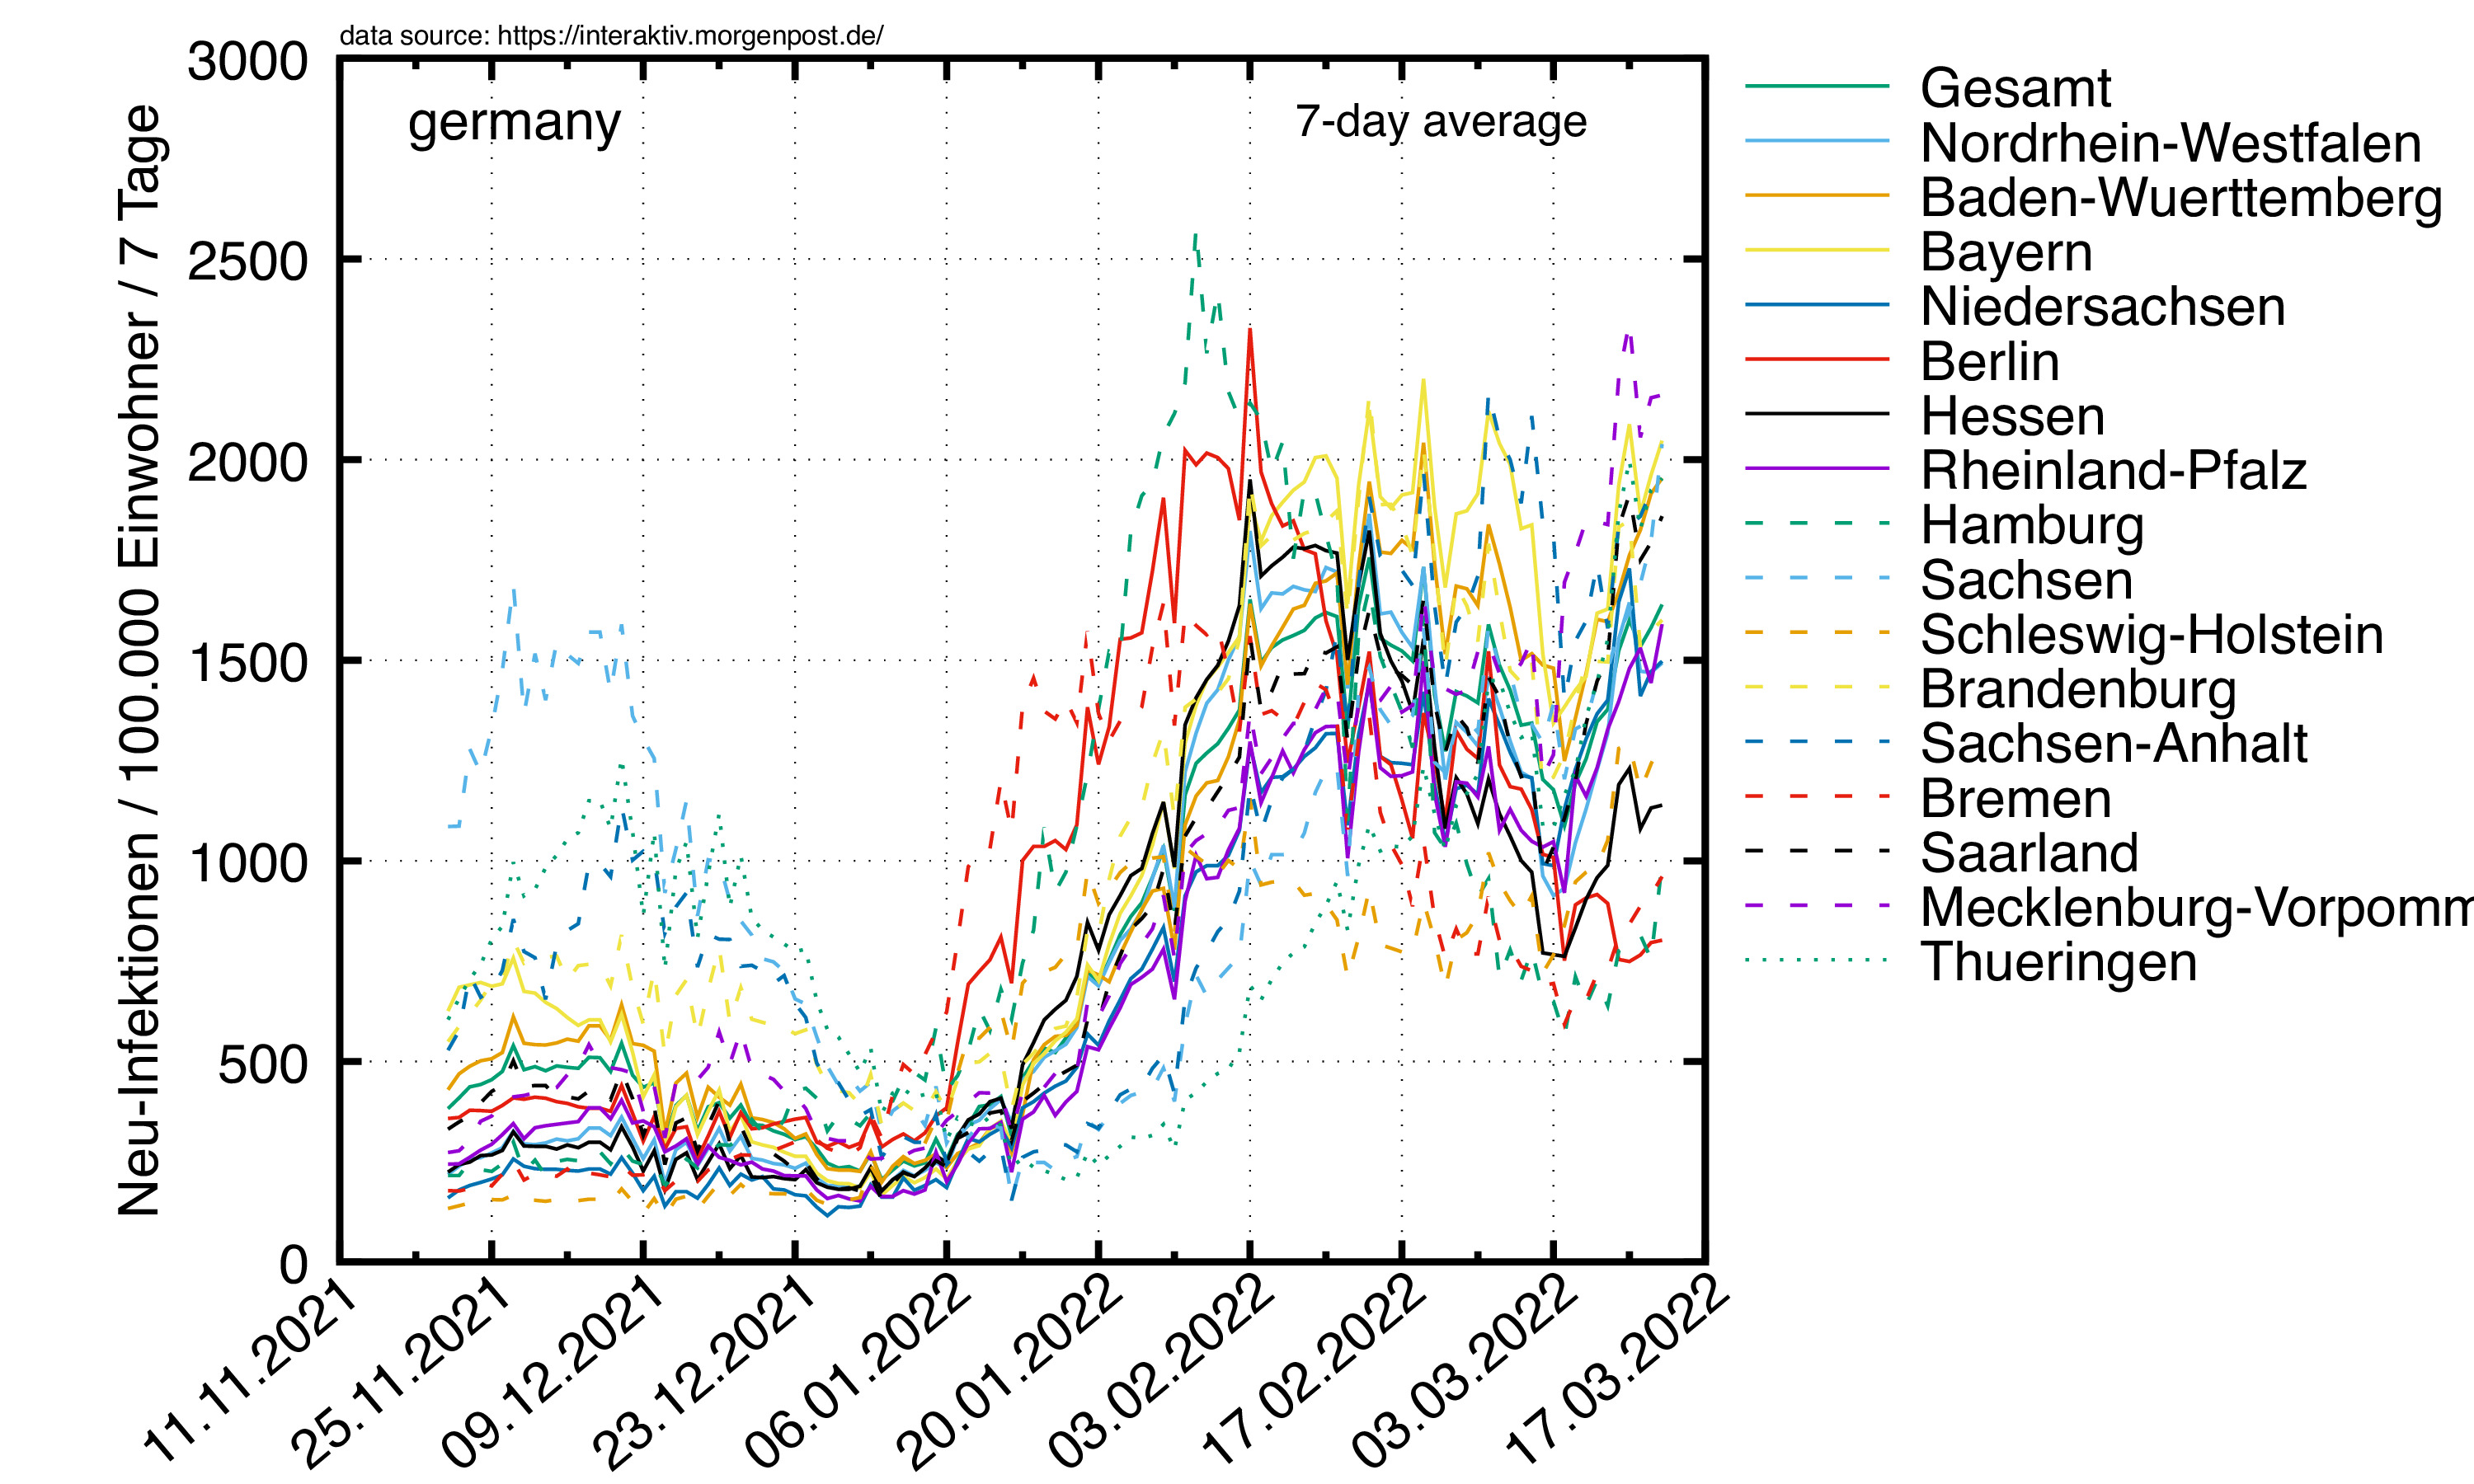 data source: https://interaktiv.morgenpost.de/
germany
7-day average
Neu-Infektionen / 100.000 Einwohner / 7 Tage
3000
2500
2000
1500
1000
500
0
11.11.2021
25.11.2021
09.12.2021
23.12.2021
06.01.2022
20.01.2022
03.02.2022
17.02.2022
03.03.2022
17.03.2022
Gesamt
Nordrhein-Westfalen
Baden-Wuerttemberg
Bayern
Niedersachsen
Berlin
Hessen
Rheinland-Pfalz
Hamburg
Sachsen
Schleswig-Holstein
Brandenburg
Sachsen-Anhalt
Bremen
Saarland
Mecklenburg-Vorpomm
Thueringen